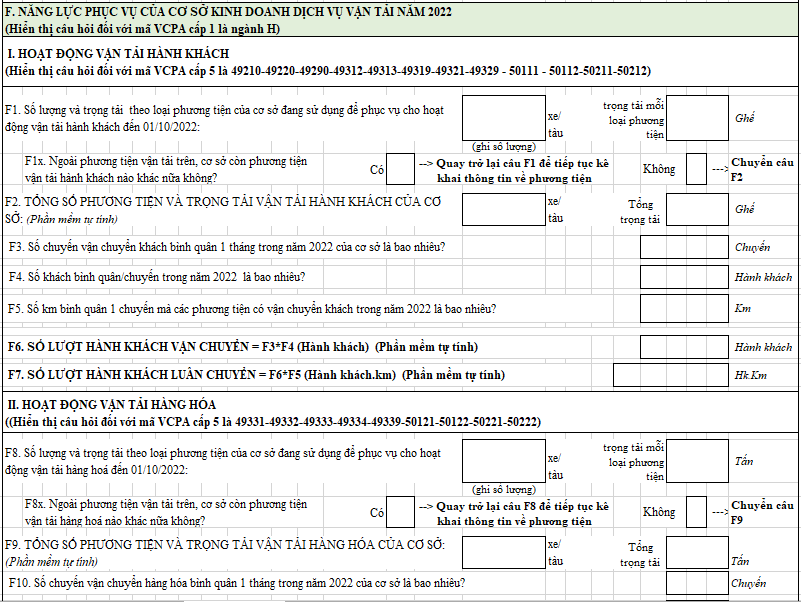 F. NĂNG LỰC PHỤC VỤ CỦA CƠ SỞ KINH DOANH DỊCH VỤ VẬN TẢI NĂM 2022
(Hiển thị câu hỏi đối với mã VCPA cấp 1 là ngành H)
I. HOẠT ĐỘNG VẬN TẢI HÀNH KHÁCH
(Hiển thị câu hỏi đối với mã VCPA cấp 5 là 49210-49220-49290-49312-49313-49319-49321-49329 - 50111 - 50112-50211-50212)
F1. Số lượng và trọng tải theo loại phương tiện của cơ sở đang sử dụng để phục vụ cho hoạt
động vận tải hành khách đến 01/10/2022:
xe/
tàu
(ghi số lượng)
trọng tải mỗi
loại phương
tiện
Ghế
F1x. Ngoài phương tiện vận tải trên, cơ sở còn phương tiện
vận tải hành khách nào khác nữa không?
Có
--> Quay trở lại câu F1 để tiếp tục kê
khai thông tin về phương tiện
Không
---> Chuyển câu
F2
F2. TỔNG SỐ PHƯƠNG TIỆN VÀ TRỌNG TẢI VẬN TẢI HÀNH KHÁCH CỦA CƠ
SỞ: (Phần mềm tự tính)
xe/
tàu
Tổng
trọng tải
Ghế
F3. Số chuyến vận chuyển khách bình quân 1 tháng trong năm 2022 của cơ sở là bao nhiêu?
Chuyến
F4. Số khách bình quân/chuyến trong năm 2022 là bao nhiêu?
Hành khách
F5. Số km bình quân 1 chuyến mà các phương tiện có vận chuyển khách trong năm 2022 là bao nhiêu?
Km
F6. SỐ LƯỢT HÀNH KHÁCH VẬN CHUYỂN = F3*F4 (Hành khách) (Phần mềm tự tính)
Hành khách
F7. SỐ LƯỢT HÀNH KHÁCH LUÂN CHUYỂN = F6*F5 (Hành khách.km) (Phần mềm tự tính)
Hk.Km
II. HOẠT ĐỘNG VẬN TẢI HÀNG HÓA
((Hiển thị câu hỏi đối với mã VCPA cấp 5 là 49331-49332-49333-49334-49339-50121-50122-50221-50222)
F8. Số lượng và trọng tải theo loại phương tiện của cơ sở đang sử dụng để phục vụ cho hoạt
động vận tải hàng hoá đến 01/10/2022:
xe/
tàu
(ghi số lượng)
trọng tải mỗi
loại phương
tiện
Tấn
F8x. Ngoài phương tiện vận tải trên, cơ sở còn phương tiện
vận tải hàng hoá nào khác nữa không?
Có
--> Quay trở lại câu F8 để tiếp tục kê
khai thông tin về phương tiện
Không
---> Chuyển câu
F9
F9. TỔNG SỐ PHƯƠNG TIỆN VÀ TRỌNG TẢI VẬN TẢI HÀNG HÓA CỦA CƠ SỞ:
(Phần mềm tự tính)
xe/
tàu
Tổng
trọng tải
Tấn
F10. Số chuyến vận chuyển hàng hóa bình quân 1 tháng trong năm 2022 của cơ sở là bao nhiêu?
Chuyến